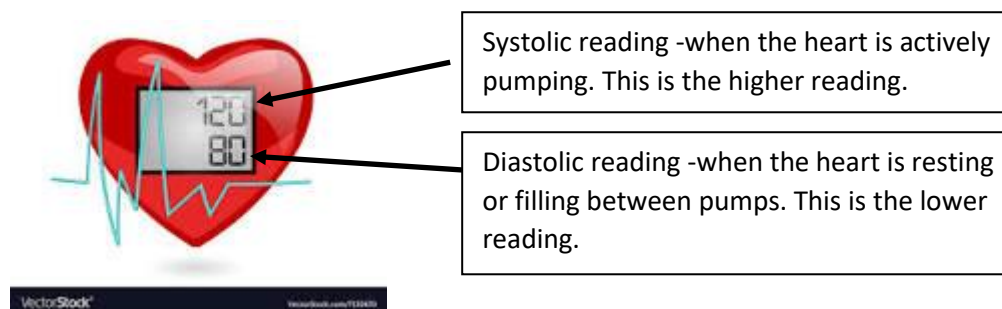 120
80
Systolic reading -when the heart is actively
pumping. This is the higher reading.
Diastolic reading -when the heart is resting
or filling between pumps. This is the lower
reading.
VectorStock®